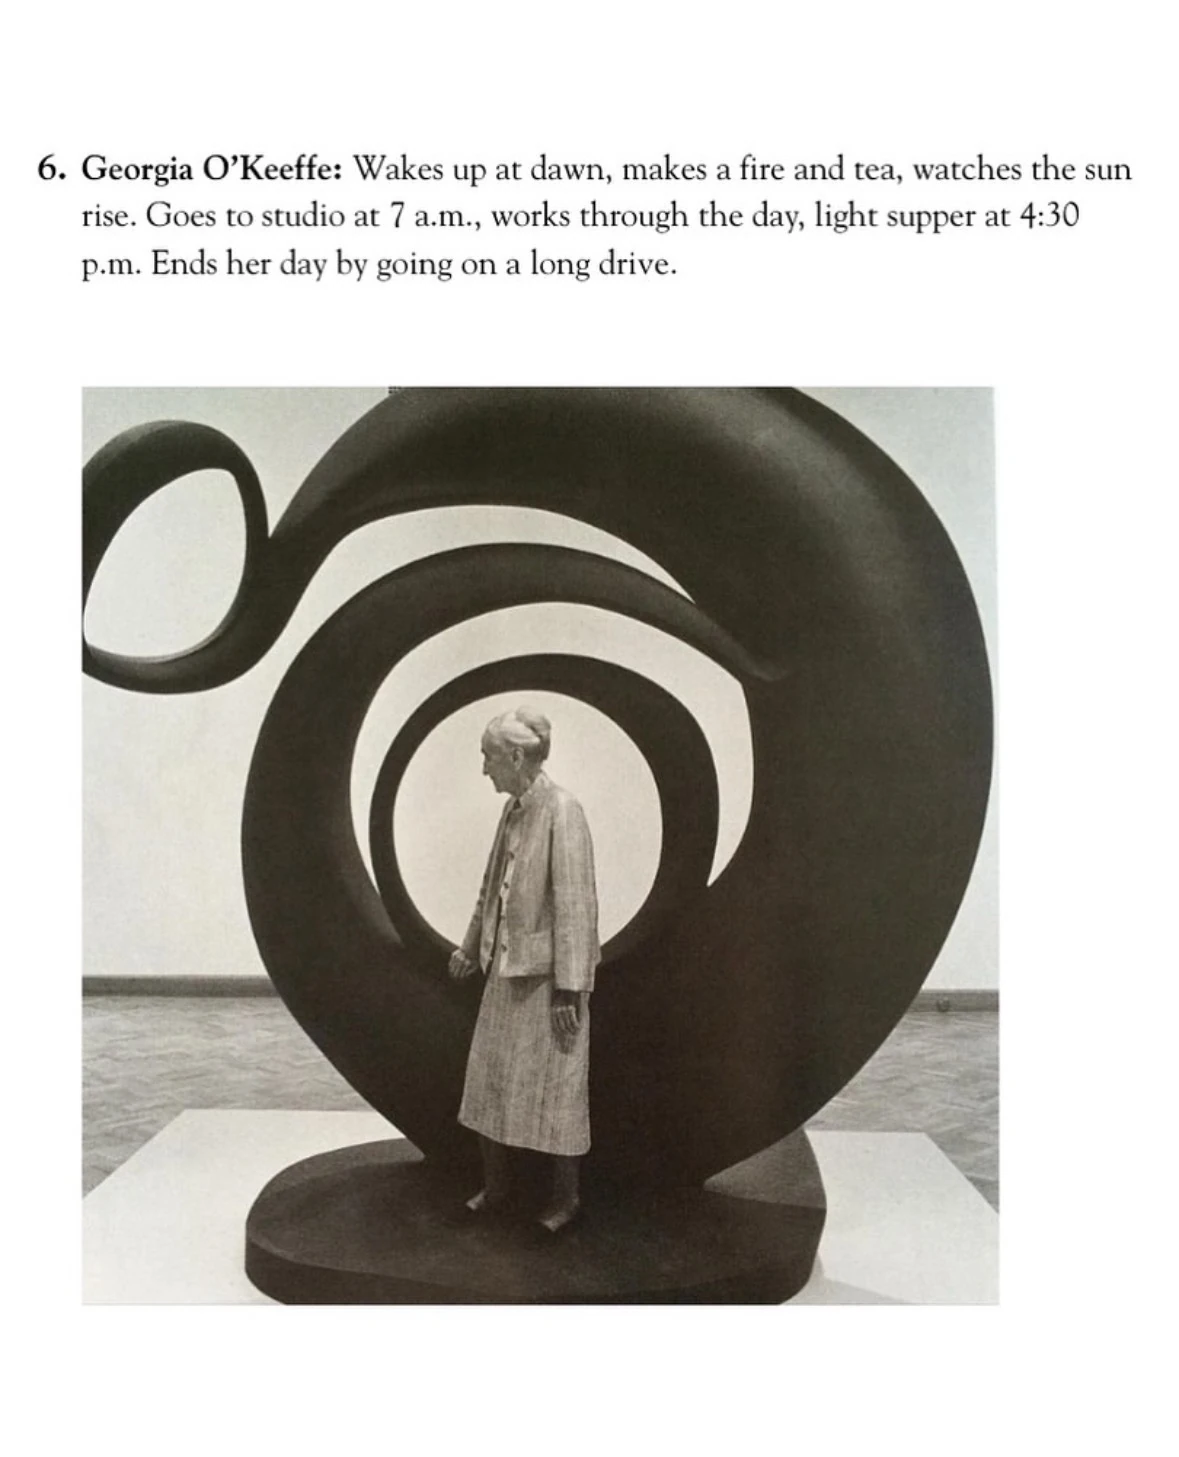 6. Georgia O’Keeffe: Wakes up at dawn, makes a fire and tea, watches the sun
rise. Goes to studio at 7 a.m., works through the day, light supper at 4:30
p.m. Ends her day by going on a long drive.